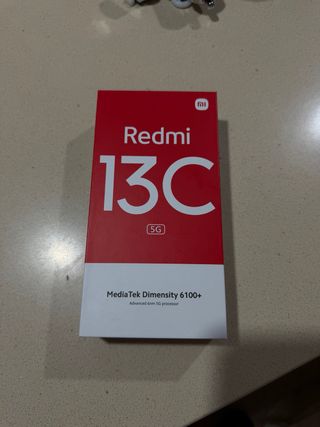 mi
Redmi
13C
5G
MediaTek Dimensity 6100+
Advanced 6nm 5G processor